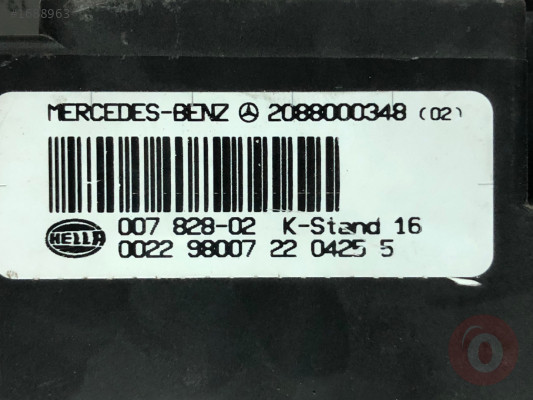 MERCEDES-BENZ 2088000348 (02)
007 828-02 K-Stand 16
HELLA
0022 98007 22 0425 5